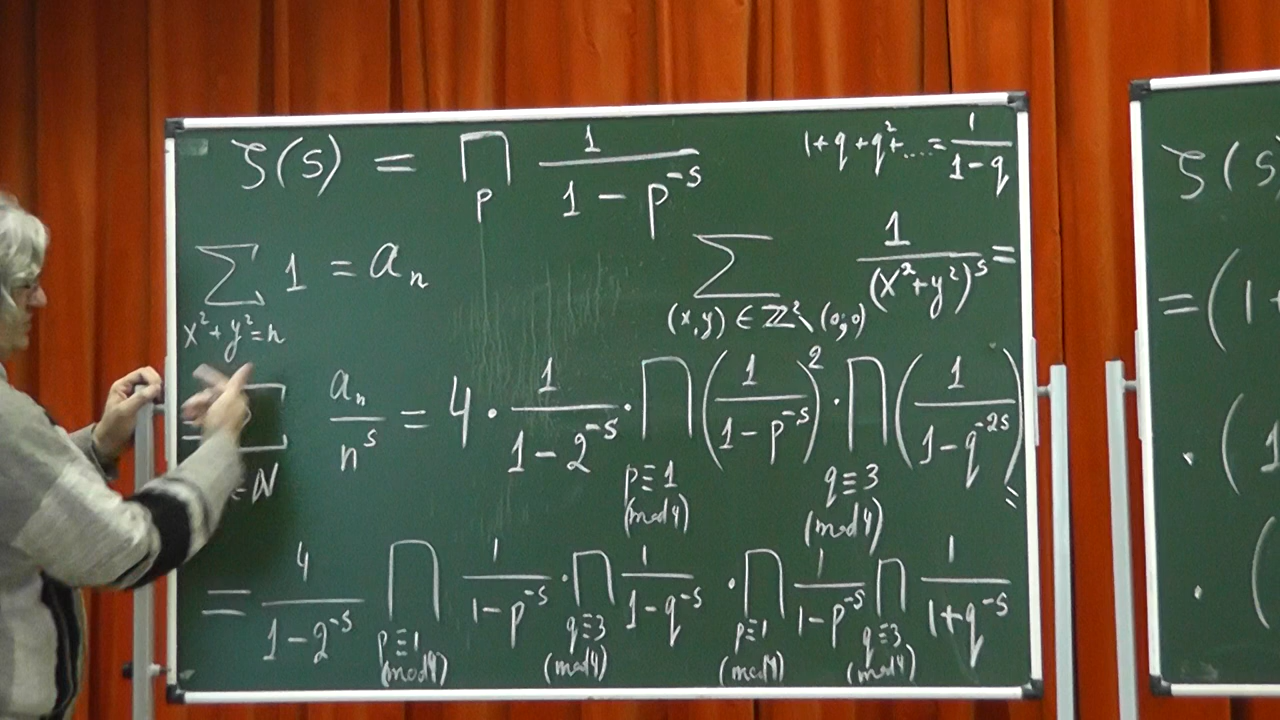 ζ(s) = ∏_p 1/(1 − p^{-s})
1+q+q²+....=1/(1−q)
∑_{x²+y²=n} 1 = a_n
∑_{(x,y) ∈ ℤ²\(0;0)} 1/(x²+y²)^s =
= ∑_{∈ℕ} a_n/n^s = 4 · 1/(1−2^{-s}) · ∏_{p≡1 (mod 4)} (1/(1−p^{-s}))² · ∏_{q≡3 (mod 4)} (1/(1−q^{-2s})) =
= 4/(1−2^{-s}) ∏_{p≡1 (mod 4)} 1/(1−p^{-s}) · ∏_{q≡3 (mod 4)} 1/(1−q^{-s}) · ∏_{p≡1 (mod 4)} 1/(1−p^{-s}) ∏_{q≡3 (mod 4)} 1/(1+q^{-s})
ζ(s
=(1+
· (1
· (